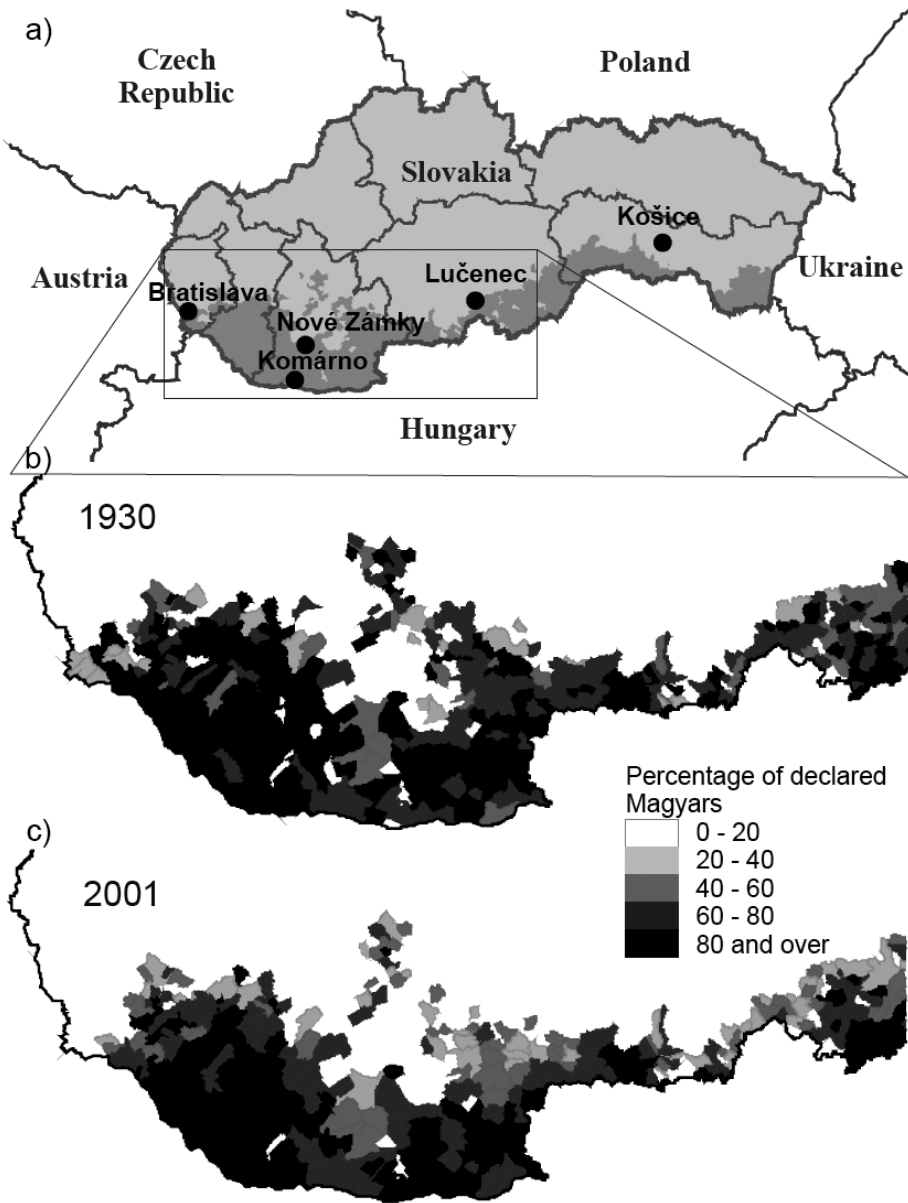 a)
Czech
Republic
Poland
Slovakia
Košice
Austria
Bratislava
Lučenec
Ukraine
Nové Zámky
Komárno
Hungary
b)
1930
Percentage of declared
Magyars
0 - 20
20 - 40
40 - 60
60 - 80
80 and over
c)
2001